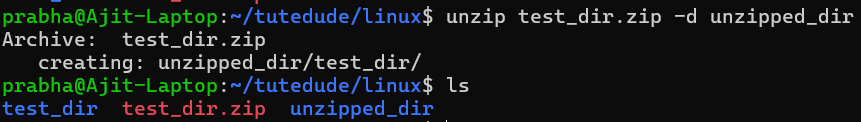 prabha@Ajit-Laptop:~/tutedude/linux$ unzip test_dir.zip -d unzipped_dir
Archive:  test_dir.zip
   creating: unzipped_dir/test_dir/
prabha@Ajit-Laptop:~/tutedude/linux$ ls
test_dir  test_dir.zip  unzipped_dir